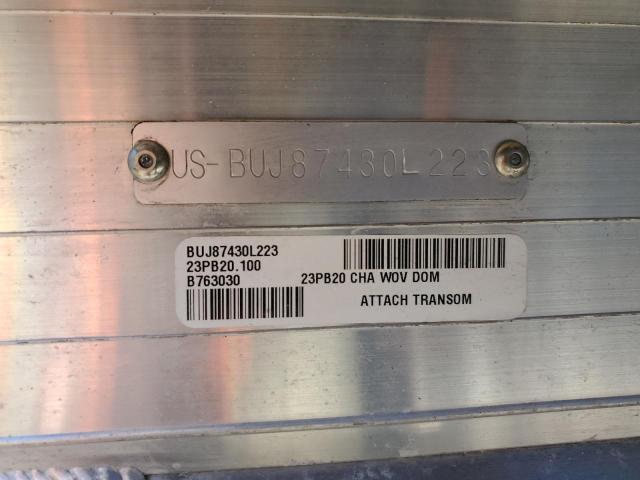 US-BUJ87430L223
BUJ87430L223
23PB20.100
B763030
23PB20 CHA WOV DOM
ATTACH TRANSOM